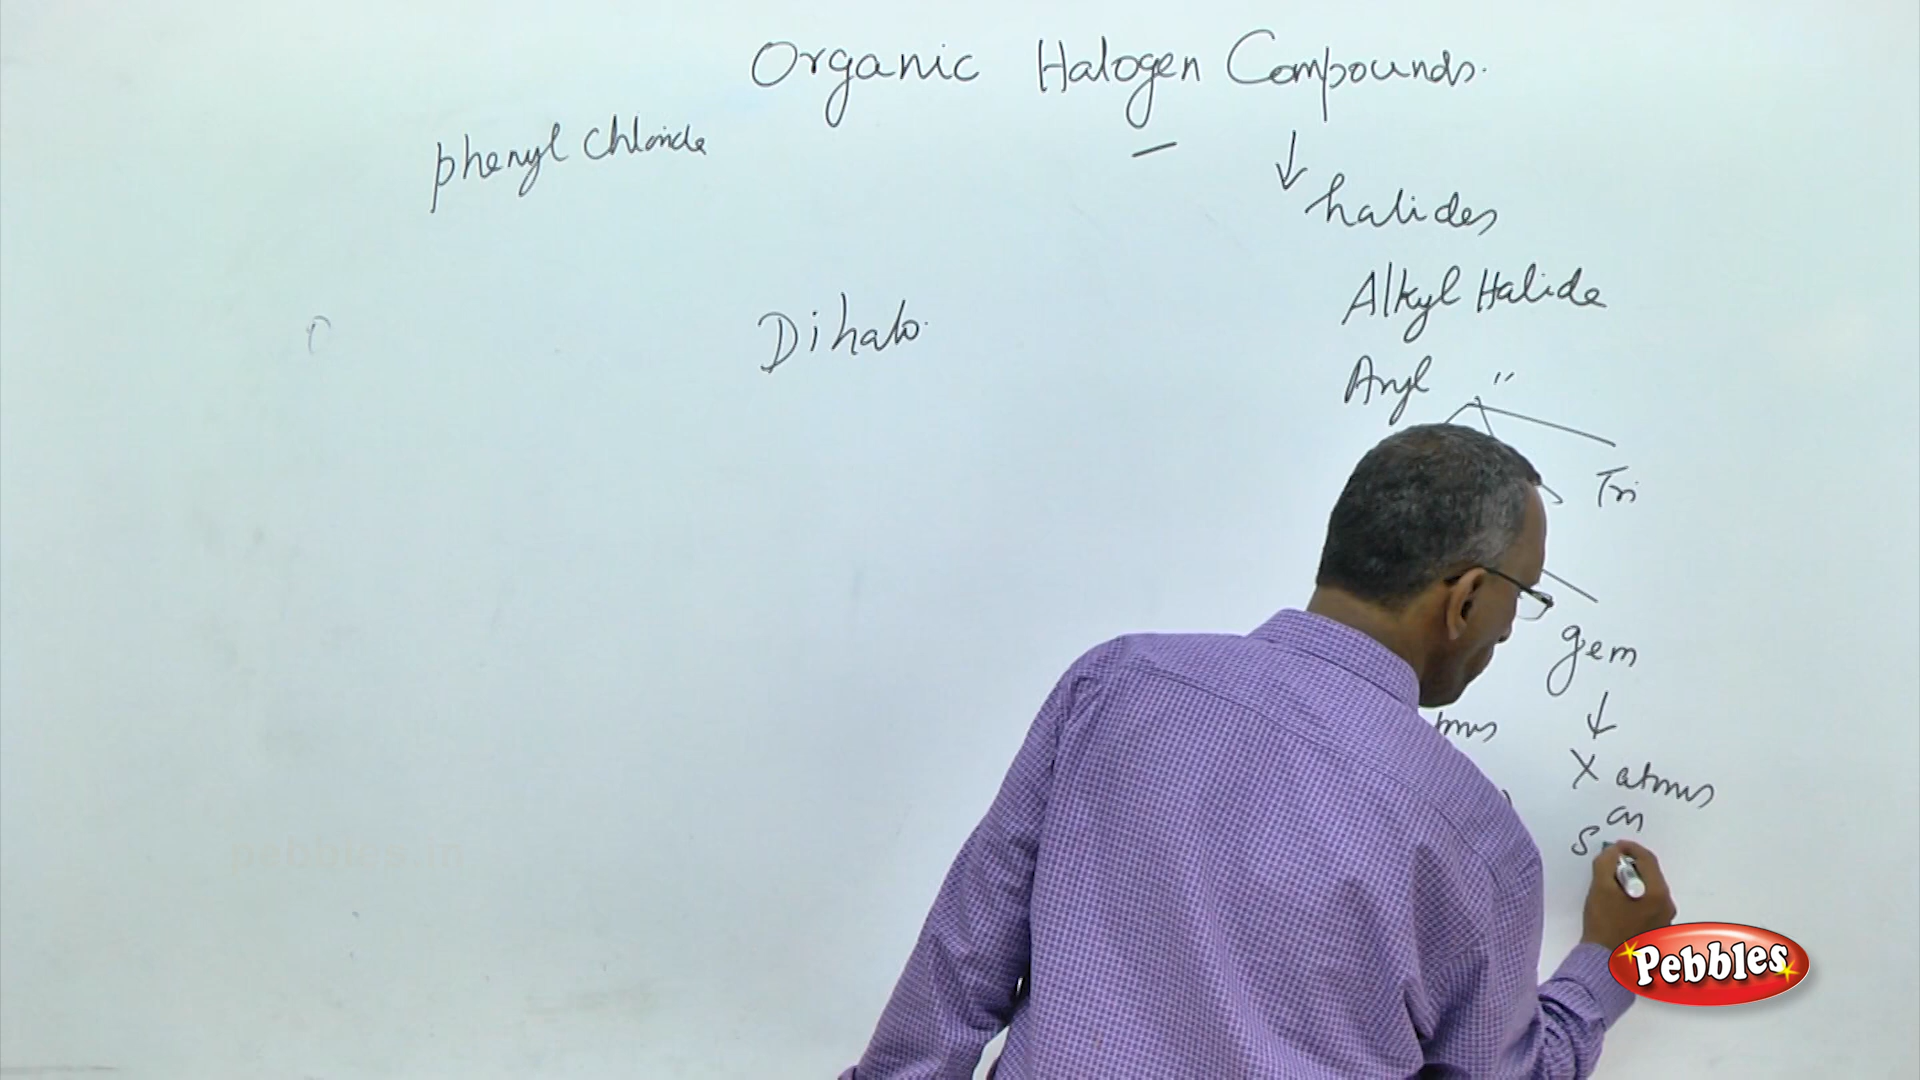 Organic Halogen Compounds.
phenyl chloride
halides
Alkyl Halide
Dihalo.
Aryl "
Tri
gem
X atoms
on
S
Pebbles